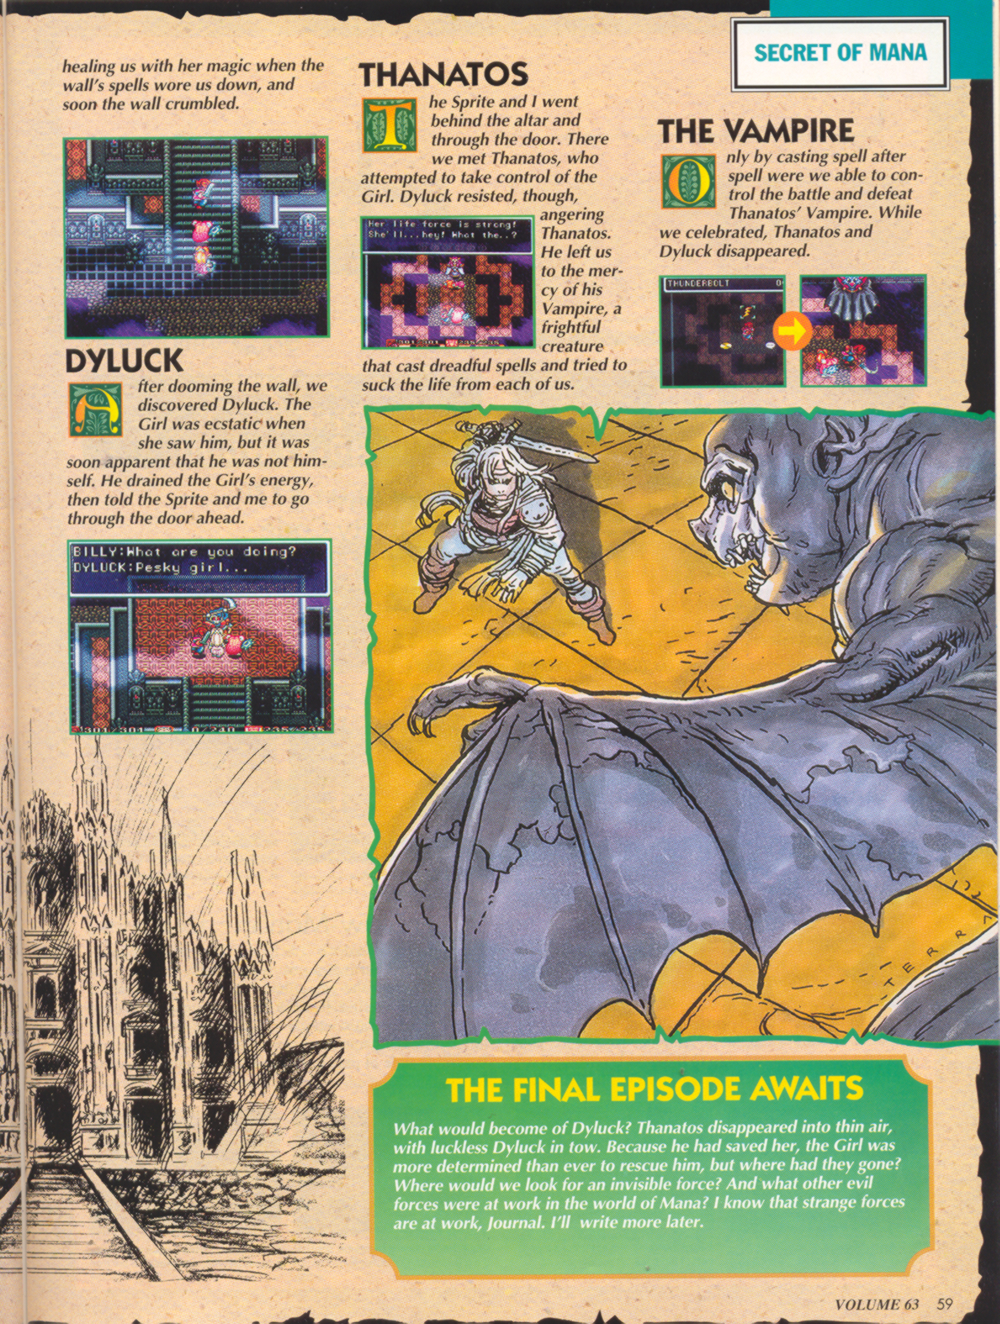 SECRET OF MANA
healing us with her magic when the
wall's spells wore us down, and
soon the wall crumbled.
DYLUCK
After dooming the wall, we
discovered Dyluck. The
Girl was ecstatic when
she saw him, but it was
soon apparent that he was not him-
self. He drained the Girl's energy,
then told the Sprite and me to go
through the door ahead.
BILLY:What are you doing?
DYLUCK:Pesky girl...
THANATOS
The Sprite and I went
behind the altar and
through the door. There
we met Thanatos, who
attempted to take control of the
Girl. Dyluck resisted, though,
angering
Thanatos.
He left us
to the mer-
cy of his
Vampire, a
frightful
creature
that cast dreadful spells and tried to
suck the life from each of us.
Her life force is strong!
She'll...hey! What the..?
THE VAMPIRE
Only by casting spell after
spell were we able to con-
trol the battle and defeat
Thanatos' Vampire. While
we celebrated, Thanatos and
Dyluck disappeared.
THUNDERBOLT
TERRA
THE FINAL EPISODE AWAITS
What would become of Dyluck? Thanatos disappeared into thin air,
with luckless Dyluck in tow. Because he had saved her, the Girl was
more determined than ever to rescue him, but where had they gone?
Where would we look for an invisible force? And what other evil
forces were at work in the world of Mana? I know that strange forces
are at work, Journal. I'll write more later.
VOLUME 63 59